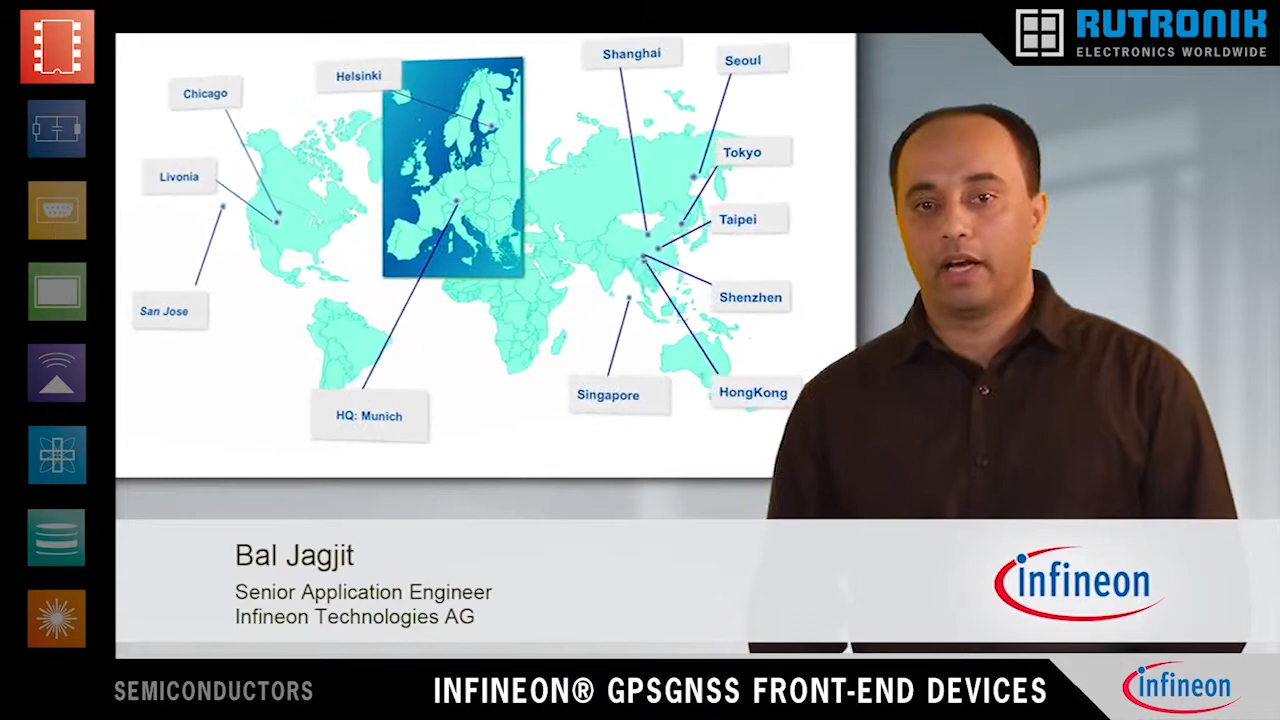 RUTRONIK
ELECTRONICS WORLDWIDE
Shanghai
Seoul
Helsinki
Chicago
Tokyo
Livonia
Taipei
Shenzhen
San Jose
Singapore
HongKong
HQ: Munich
Bal Jagjit
Senior Application Engineer
Infineon Technologies AG
infineon
SEMICONDUCTORS
INFINEON® GPSGNSS FRONT-END DEVICES
infineon